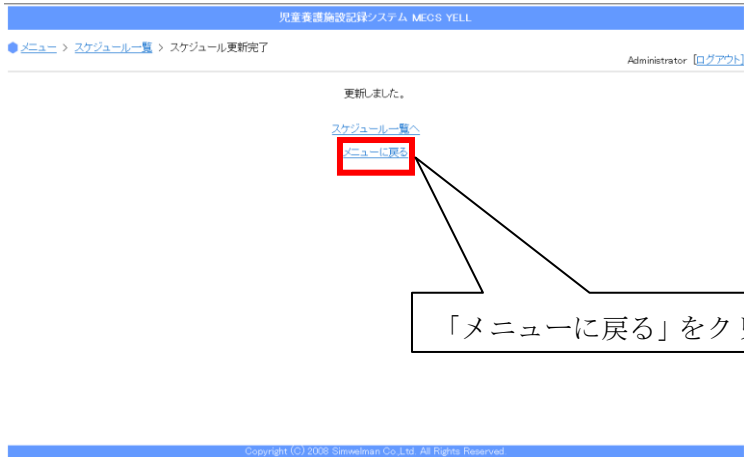 児童養護施設記録システム MECS YELL
メニュー > スケジュール一覧 > スケジュール更新完了
Administrator [ログアウト]
更新しました。
スケジュール一覧へ
メニューに戻る
「メニューに戻る」をク
Copyright (C) 2008 Simwelman Co.,Ltd. All Rights Reserved.